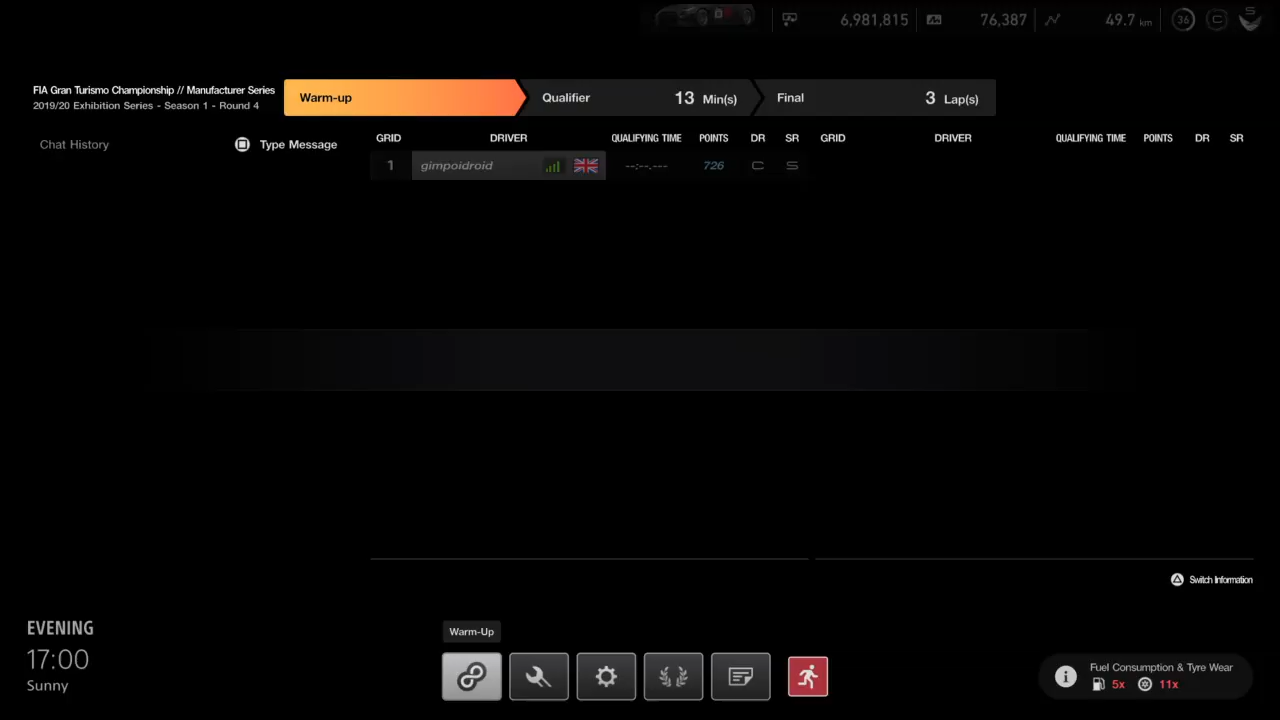 6,981,815 76,387 49.7 km 36 C S
FIA Gran Turismo Championship // Manufacturer Series
2019/20 Exhibition Series - Season 1 - Round 4
Warm-up Qualifier 13 Min(s) Final 3 Lap(s)
Chat History Type Message
GRID DRIVER QUALIFYING TIME POINTS DR SR GRID DRIVER QUALIFYING TIME POINTS DR SR
1 gimpoidroid --:--.--- 726 C S
Switch Information
EVENING
17:00
Sunny
Warm-Up
Fuel Consumption & Tyre Wear
5x 11x